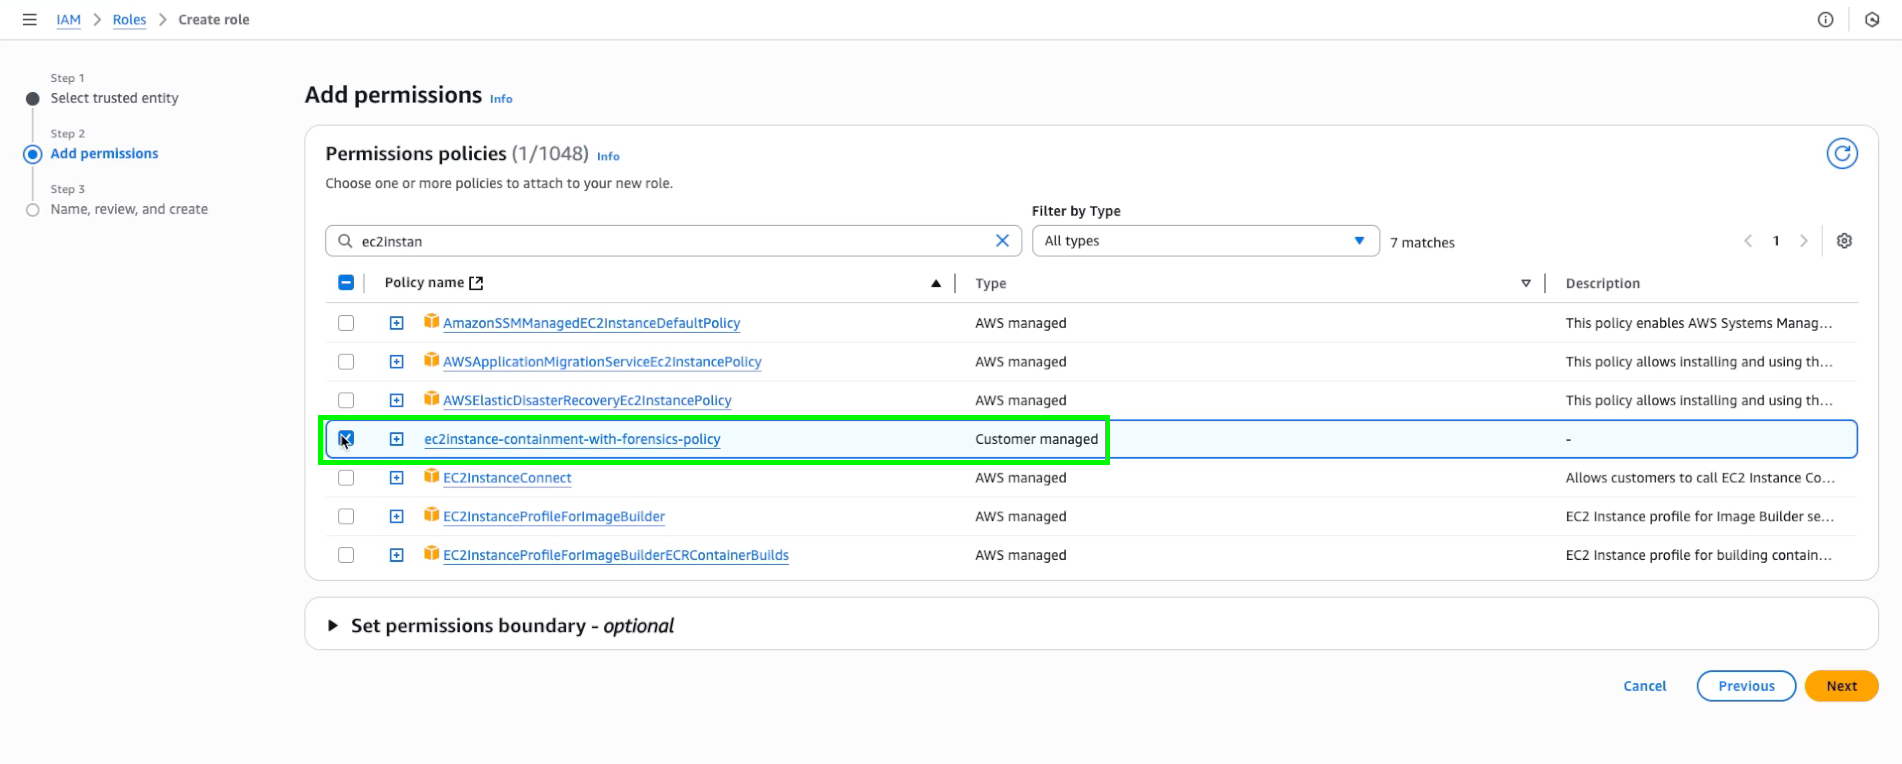 IAM > Roles > Create role
Step 1
Select trusted entity
Step 2
Add permissions
Step 3
Name, review, and create
Add permissions Info
Permissions policies (1/1048) Info
Choose one or more policies to attach to your new role.
Filter by Type
ec2instan
All types
7 matches
1
Policy name
Type
Description
AmazonSSMManagedEC2InstanceDefaultPolicy AWS managed This policy enables AWS Systems Manag...
AWSApplicationMigrationServiceEc2InstancePolicy AWS managed This policy allows installing and using th...
AWSElasticDisasterRecoveryEc2InstancePolicy AWS managed This policy allows installing and using th...
ec2instance-containment-with-forensics-policy Customer managed -
EC2InstanceConnect AWS managed Allows customers to call EC2 Instance Co...
EC2InstanceProfileForImageBuilder AWS managed EC2 Instance profile for Image Builder se...
EC2InstanceProfileForImageBuilderECRContainerBuilds AWS managed EC2 Instance profile for building contain...
Set permissions boundary - optional
Cancel
Previous
Next